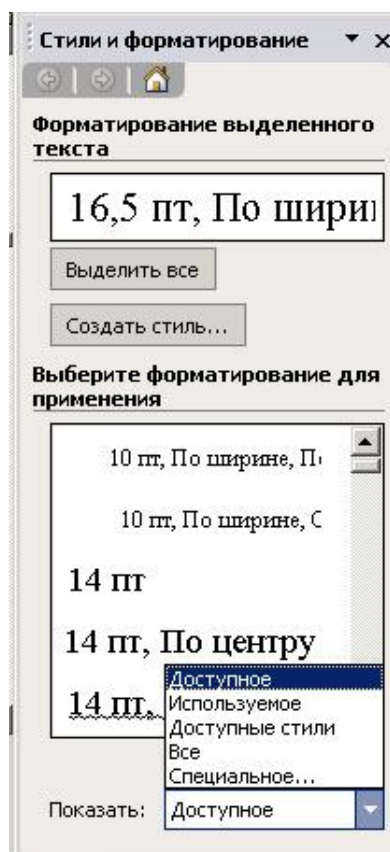 Стили и форматирование
Форматирование выделенного
текста
16,5 пт, По шири
Выделить все
Создать стиль...
Выберите форматирование для
применения
10 пт, По ширине, П
10 пт, По ширине, С
14 пт
14 пт, По центру
14 пт,
Доступное
Используемое
Доступные стили
Все
Специальное...
Показать: Доступное